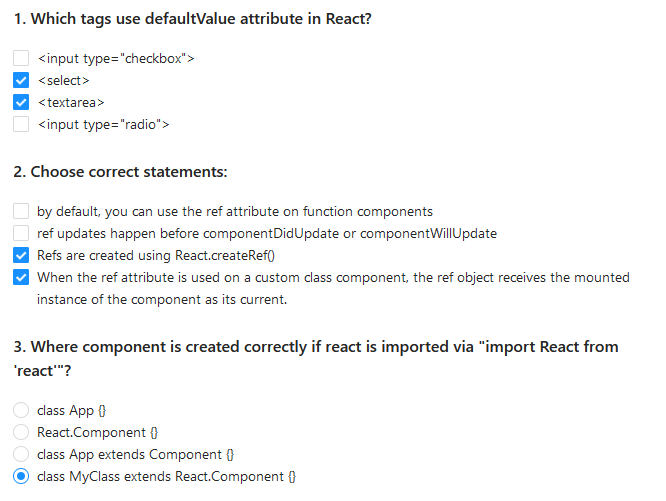 1. Which tags use defaultValue attribute in React?
<input type="checkbox">
<select>
<textarea>
<input type="radio">
2. Choose correct statements:
by default, you can use the ref attribute on function components
ref updates happen before componentDidUpdate or componentWillUpdate
Refs are created using React.createRef()
When the ref attribute is used on a custom class component, the ref object receives the mounted
instance of the component as its current.
3. Where component is created correctly if react is imported via "import React from
'react'"?
class App {}
React.Component {}
class App extends Component {}
class MyClass extends React.Component {}